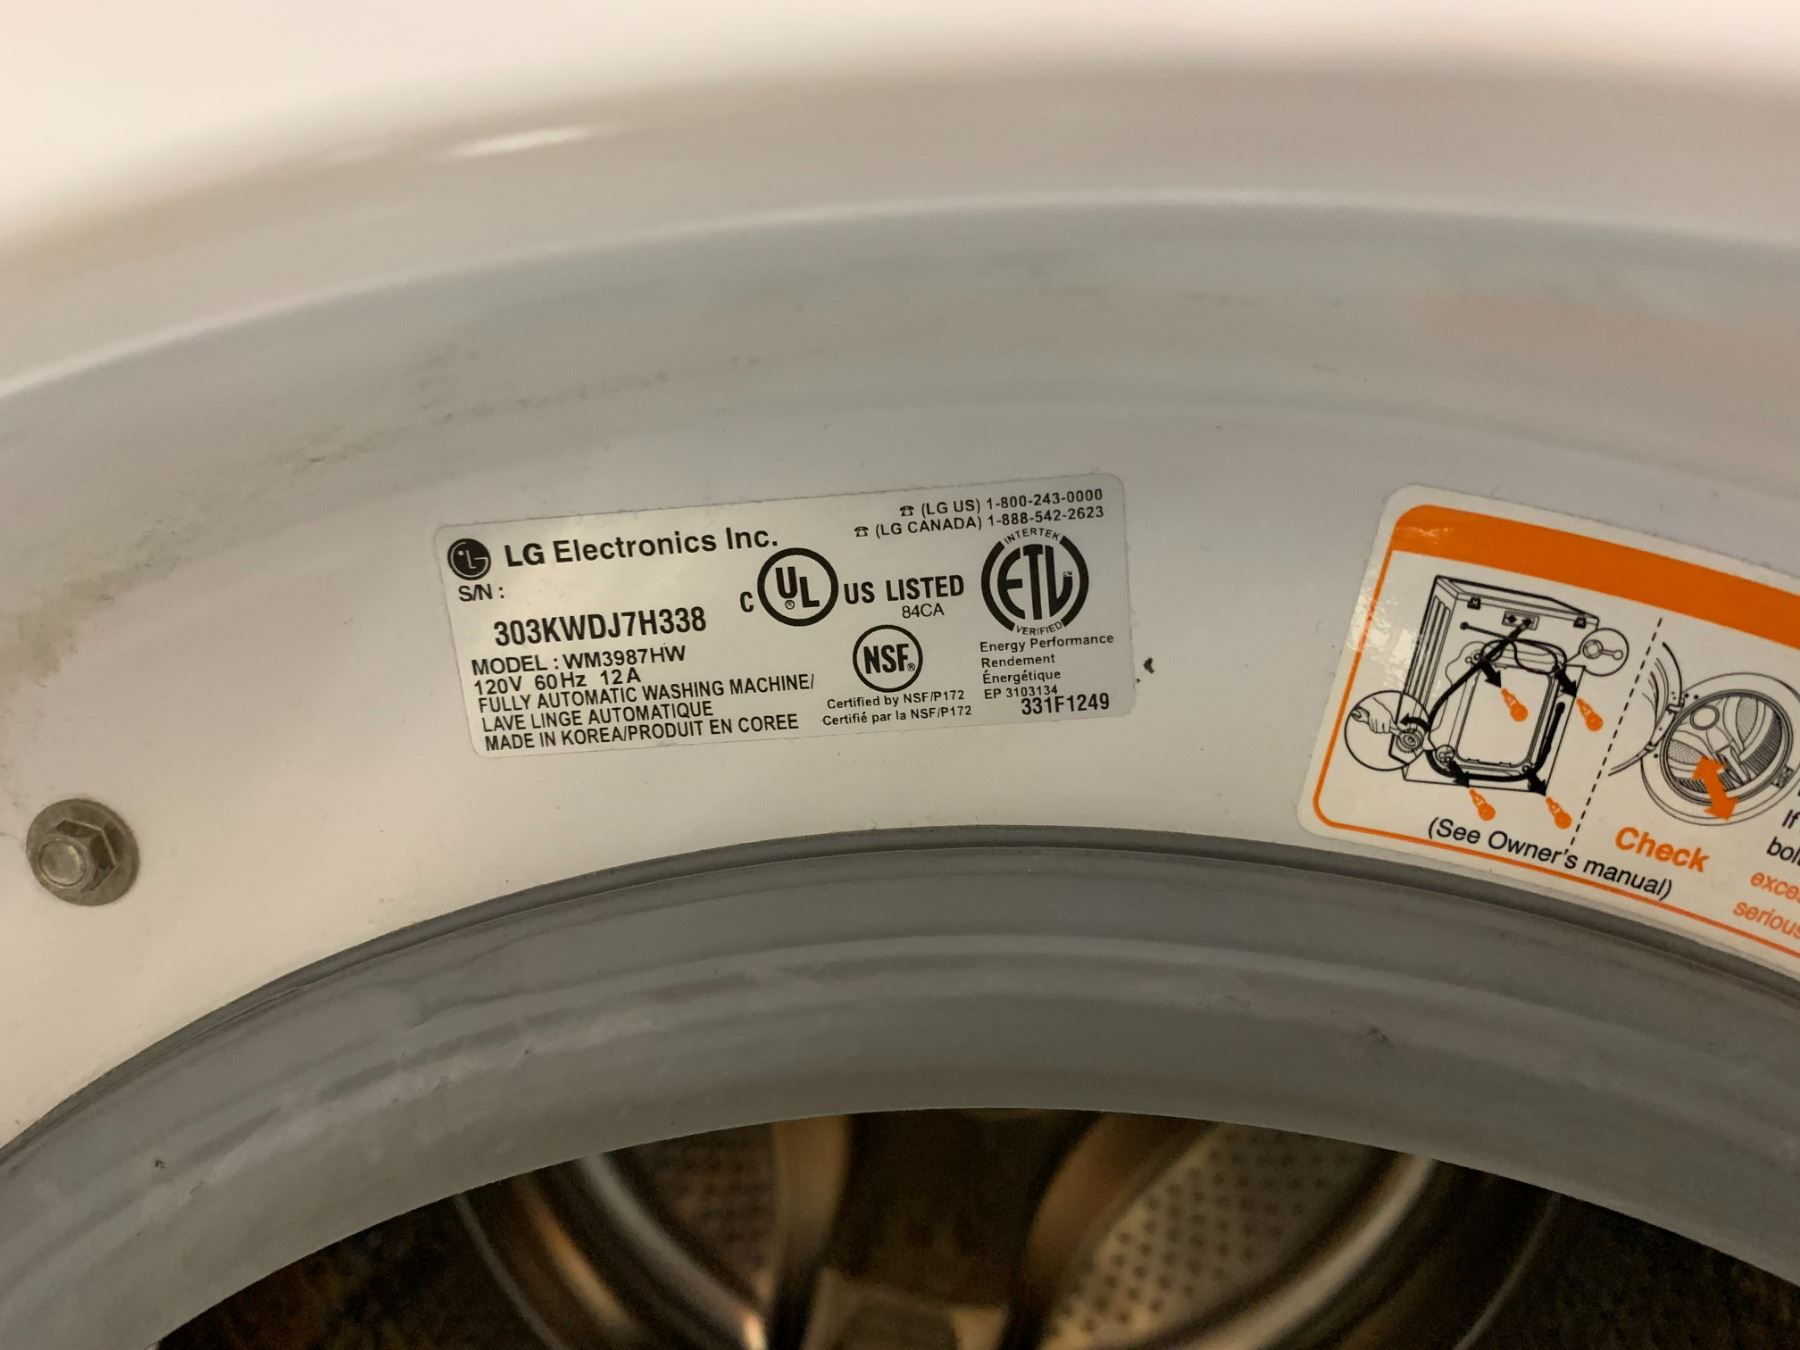 ☎ (LG US) 1-800-243-0000
☎ (LG CANADA) 1-888-542-2623
LG LG Electronics Inc.
S/N :
303KWDJ7H338
C UL ® US LISTED
84CA
MODEL : WM3987HW
120V 60Hz 12A
FULLY AUTOMATIC WASHING MACHINE/
LAVE LINGE AUTOMATIQUE
MADE IN KOREA/PRODUIT EN COREE
NSF®
Certified by NSF/P172
Certifié par la NSF/P172
INTERTEK
ETL
VERIFIED
Energy Performance
Rendement
Énergétique
EP 3103134
331F1249
(See Owner's manual)
Check
If